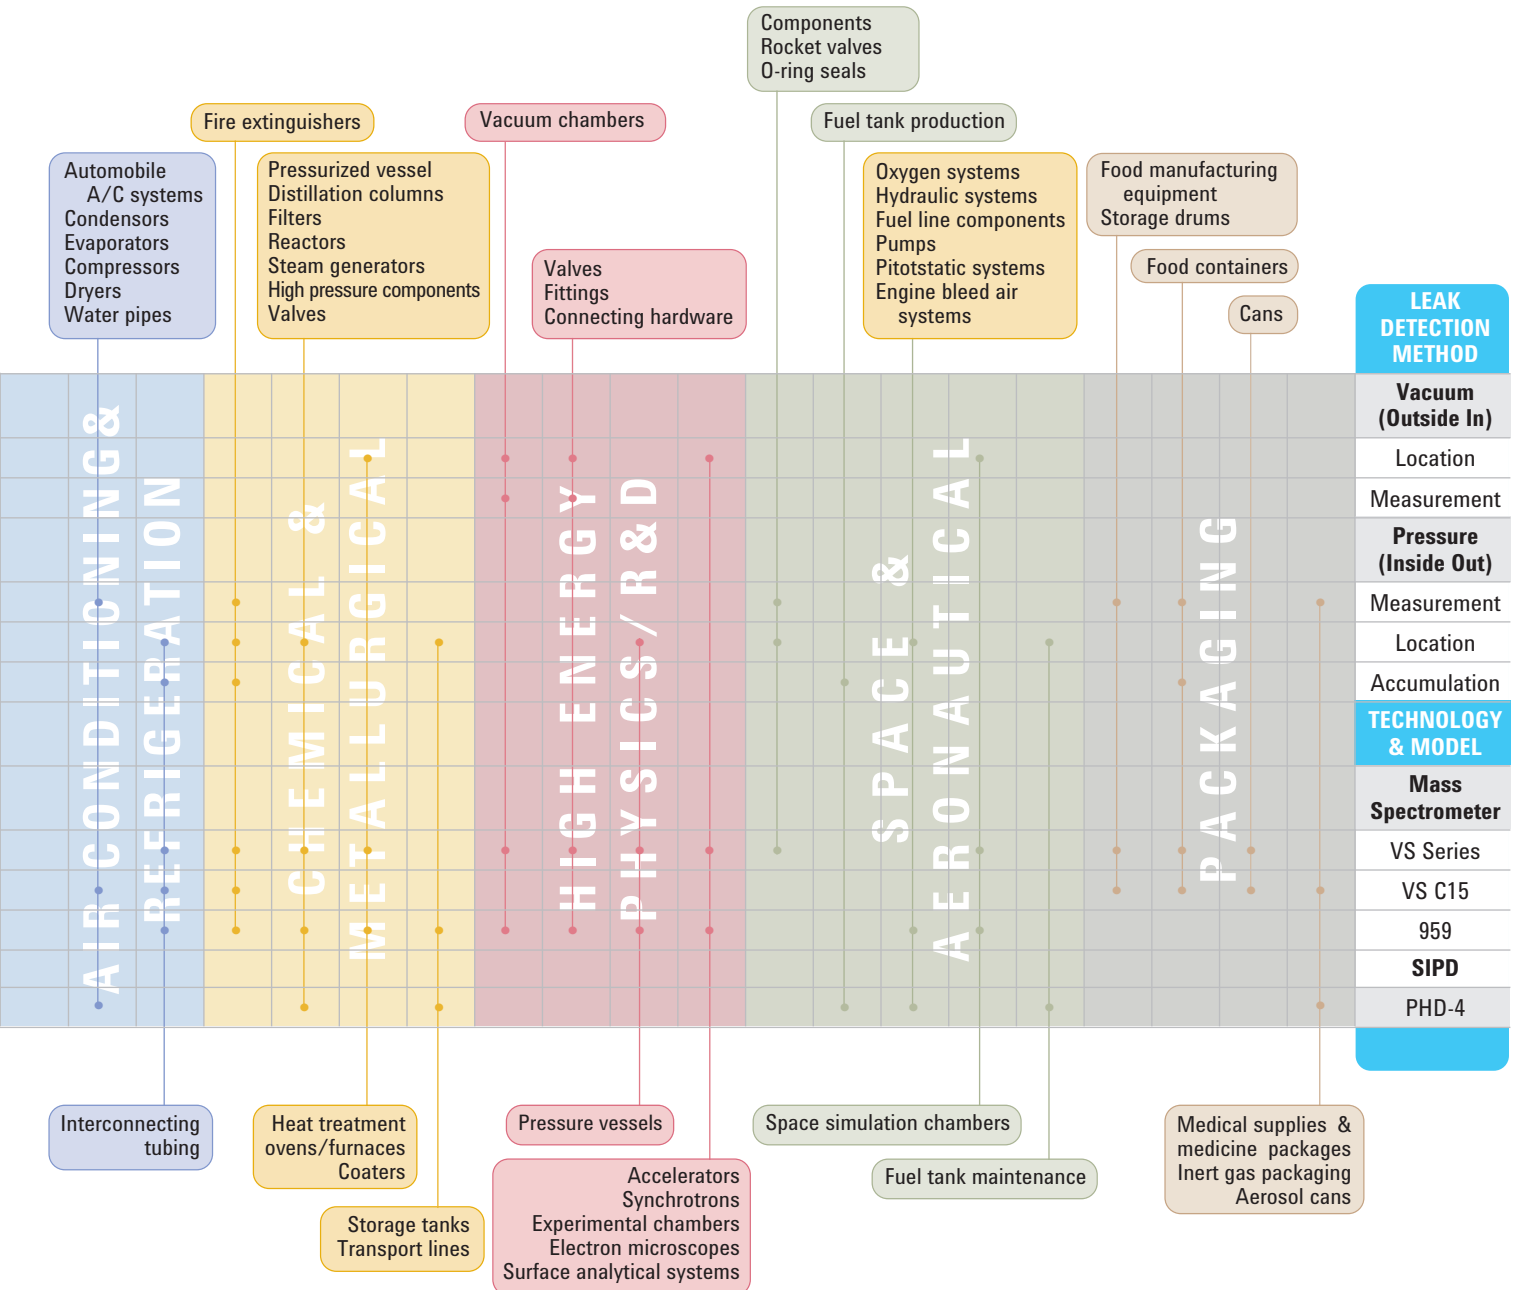 Components
Rocket valves
O-ring seals
Fire extinguishers
Vacuum chambers
Fuel tank production
Automobile
A/C systems
Condensors
Evaporators
Compressors
Dryers
Water pipes
Pressurized vessel
Distillation columns
Filters
Reactors
Steam generators
High pressure components
Valves
Valves
Fittings
Connecting hardware
Oxygen systems
Hydraulic systems
Fuel line components
Pumps
Pitotstatic systems
Engine bleed air
systems
Food manufacturing
equipment
Storage drums
Food containers
Cans
AIR CONDITIONING &
REFRIGERATION
CHEMICAL &
METALLURGICAL
HIGH ENERGY
PHYSICS/R&D
SPACE &
AERONAUTICAL
PACKAGING
LEAK
DETECTION
METHOD
Vacuum
(Outside In)
Location
Measurement
Pressure
(Inside Out)
Measurement
Location
Accumulation
TECHNOLOGY
& MODEL
Mass
Spectrometer
VS Series
VS C15
959
SIPD
PHD-4
Interconnecting
tubing
Heat treatment
ovens/furnaces
Coaters
Storage tanks
Transport lines
Pressure vessels
Accelerators
Synchrotrons
Experimental chambers
Electron microscopes
Surface analytical systems
Space simulation chambers
Fuel tank maintenance
Medical supplies &
medicine packages
Inert gas packaging
Aerosol cans